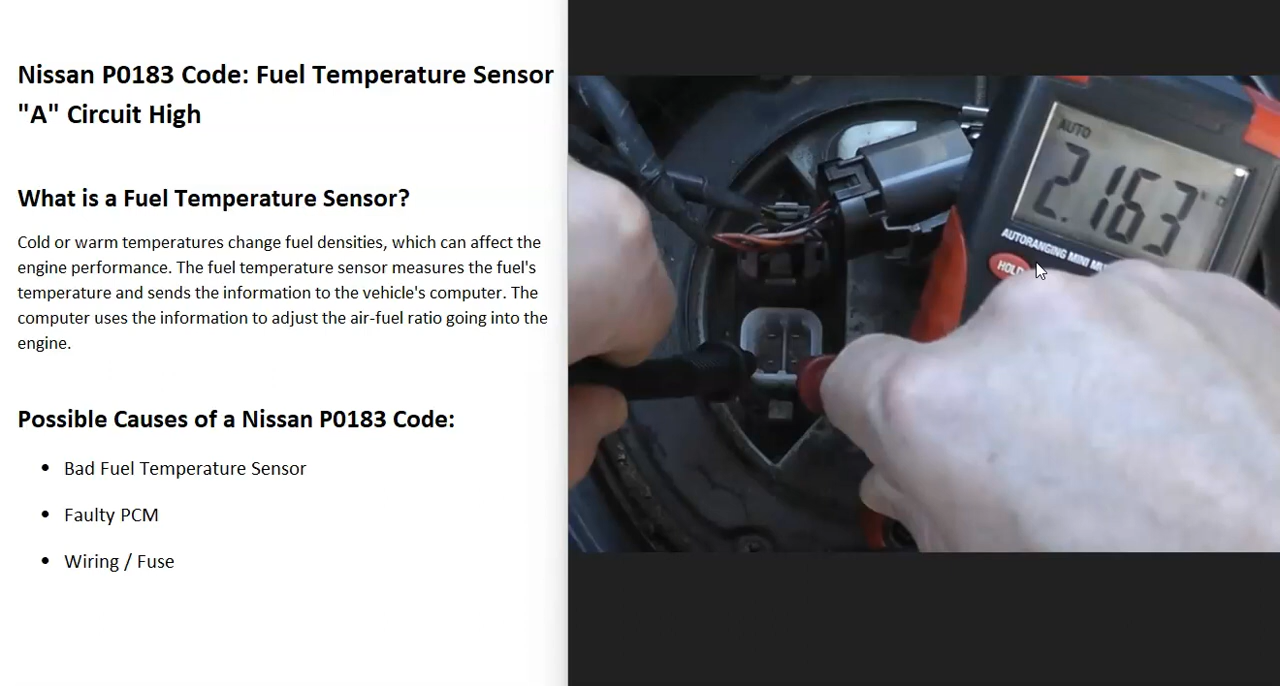 Nissan P0183 Code: Fuel Temperature Sensor
"A" Circuit High
What is a Fuel Temperature Sensor?
Cold or warm temperatures change fuel densities, which can affect the
engine performance. The fuel temperature sensor measures the fuel's
temperature and sends the information to the vehicle's computer. The
computer uses the information to adjust the air-fuel ratio going into the
engine.
Possible Causes of a Nissan P0183 Code:
• Bad Fuel Temperature Sensor
• Faulty PCM
• Wiring / Fuse
AUTO
2.163
AUTORANGING MINI
HOLD